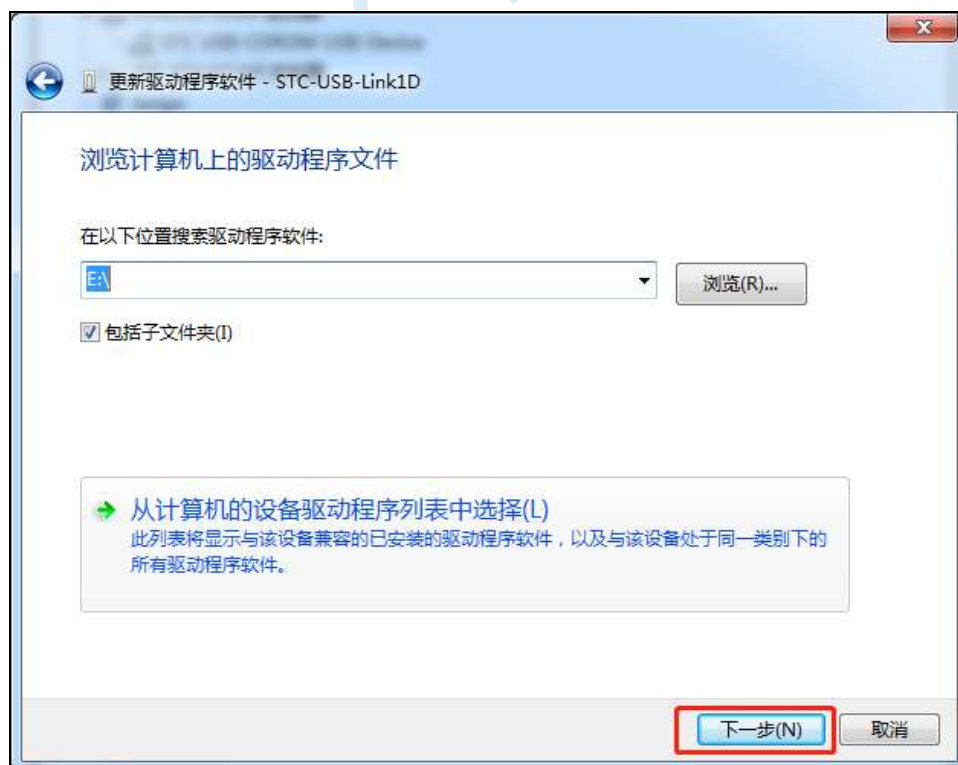 STC USB-CDROM USB Device
更新驱动程序软件 - STC-USB-Link1D
浏览计算机上的驱动程序文件
在以下位置搜索驱动程序软件:
E:\
浏览(R)...
包括子文件夹(I)
从计算机的设备驱动程序列表中选择(L)
此列表将显示与该设备兼容的已安装的驱动程序软件，以及与该设备处于同一类别下的
所有驱动程序软件。
下一步(N)
取消